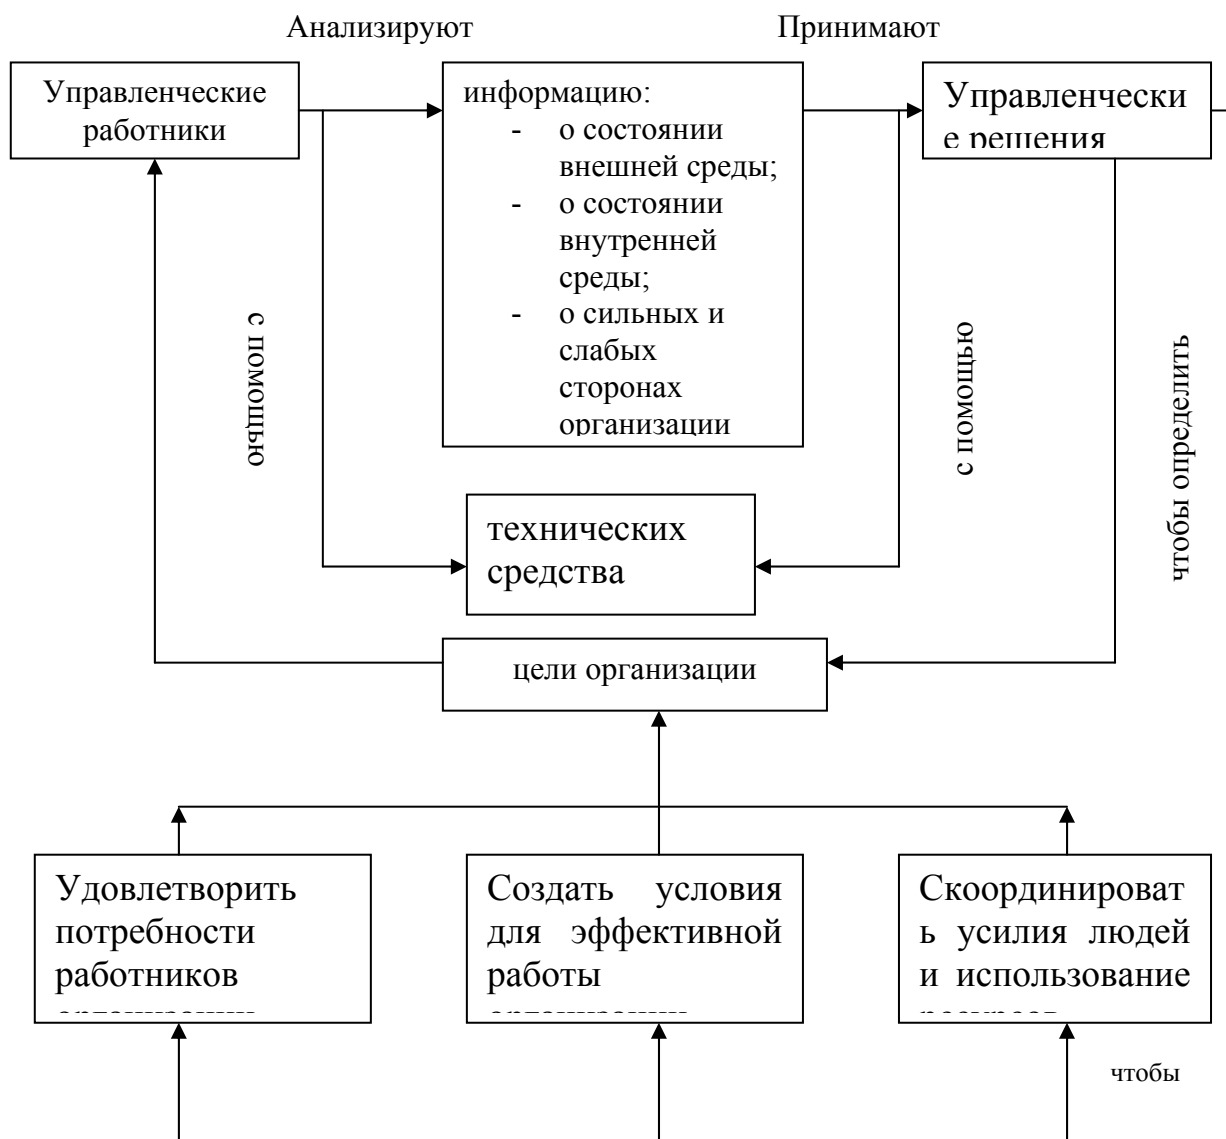 Анализируют
Принимают
Управленческие
работники
информацию:
- о состоянии
внешней среды;
- о состоянии
внутренней
среды;
- о сильных и
слабых
сторонах
организации
Управленчески
е решения
с помощью
с помощью
чтобы определить
технических
средства
цели организации
Удовлетворить
потребности
работников
Создать условия
для эффективной
работы
Скоординироват
ь усилия людей
и использование
чтобы